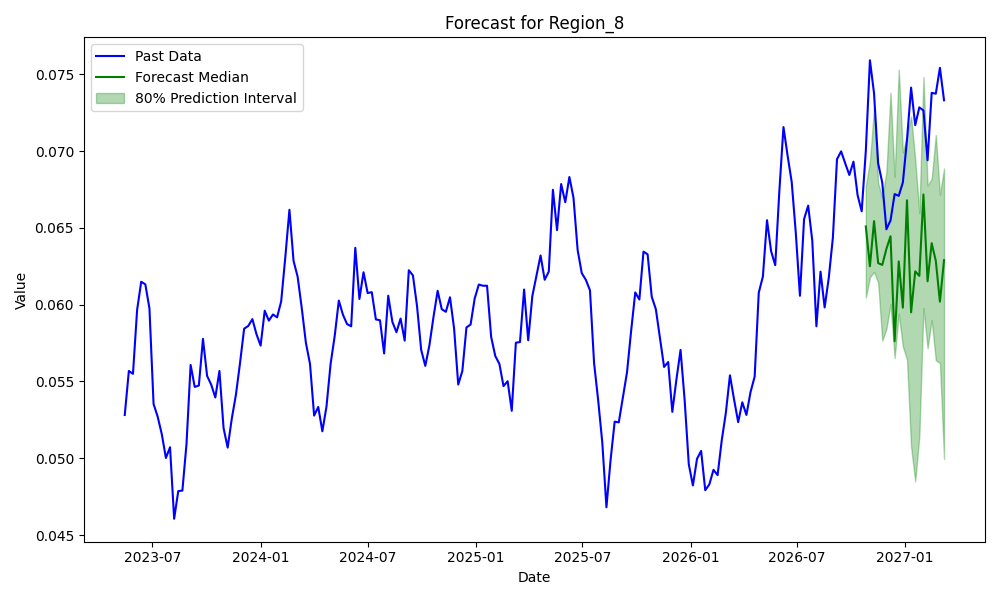 Forecast for Region_8
Past Data
Forecast Median
80% Prediction Interval
0.075
0.070
0.065
0.060
0.055
0.050
0.045
Value
2023-07
2024-01
2024-07
2025-01
2025-07
2026-01
2026-07
2027-01
Date